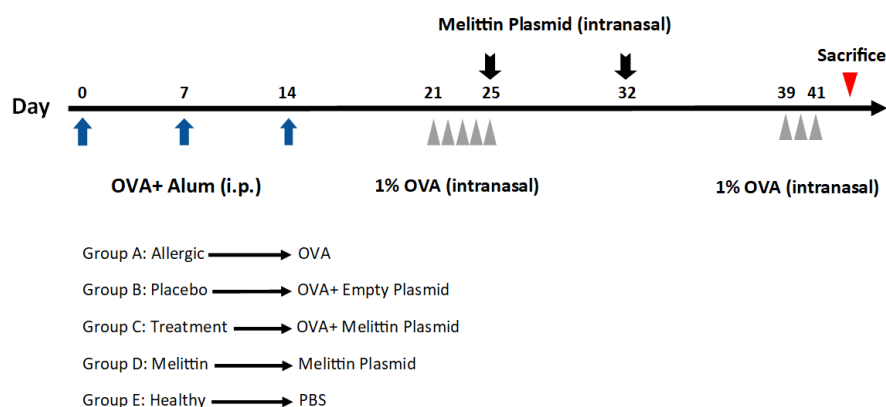 Melittin Plasmid (intranasal)
Sacrifice
Day 0 7 14 21 25 32 39 41
OVA+ Alum (i.p.) 1% OVA (intranasal) 1% OVA (intranasal)
Group A: Allergic OVA
Group B: Placebo OVA+ Empty Plasmid
Group C: Treatment OVA+ Melittin Plasmid
Group D: Melittin Melittin Plasmid
Group E: Healthy PBS